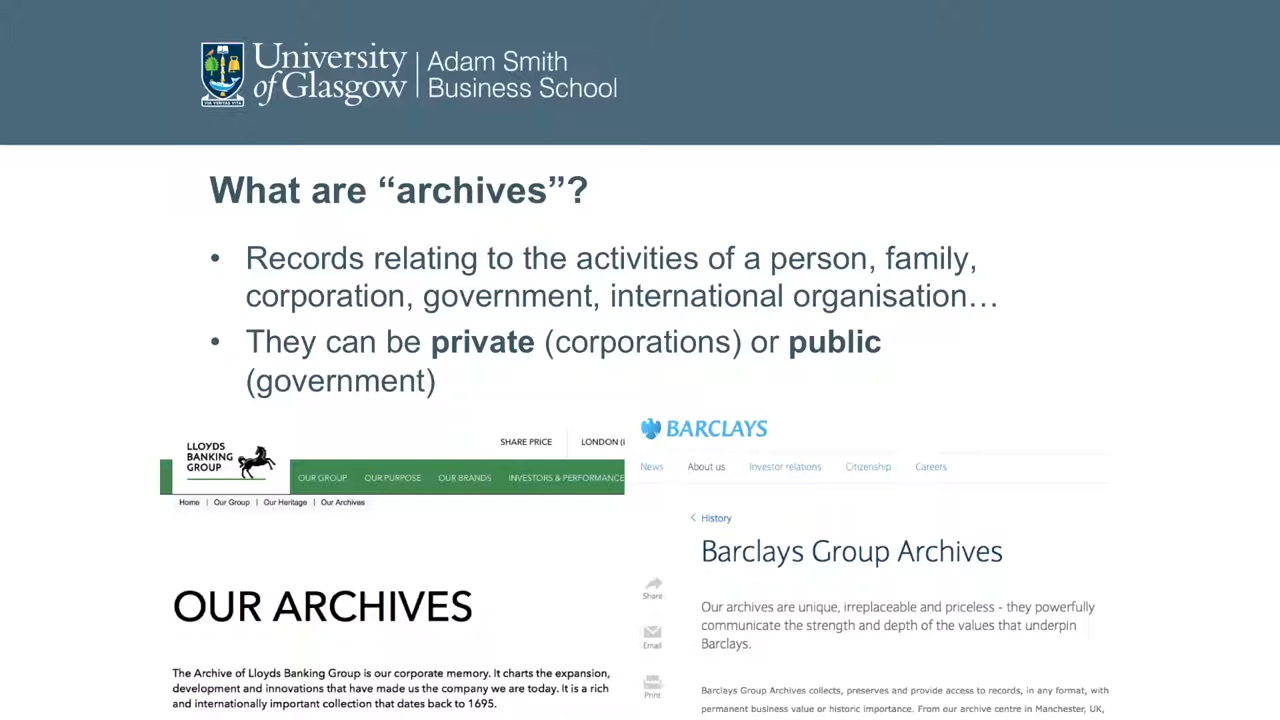 University
of Glasgow
Adam Smith
Business School
VIA VERITAS VITA
What are “archives”?
• Records relating to the activities of a person, family,
corporation, government, international organisation…
• They can be private (corporations) or public
(government)
LLOYDS
BANKING
GROUP
SHARE PRICE
LONDON (
OUR GROUP OUR PURPOSE OUR BRANDS INVESTORS & PERFORMANCE
Home | Our Group | Our Heritage | Our Archives
OUR ARCHIVES
The Archive of Lloyds Banking Group is our corporate memory. It charts the expansion,
development and innovations that have made us the company we are today. It is a rich
and internationally important collection that dates back to 1695.
BARCLAYS
News About us Investor relations Citizenship Careers
< History
Barclays Group Archives
Share
Email
Print
Our archives are unique, irreplaceable and priceless - they powerfully
communicate the strength and depth of the values that underpin
Barclays.
Barclays Group Archives collects, preserves and provide access to records, in any format, with
permanent business value or historic importance. From our archive centre in Manchester, UK,